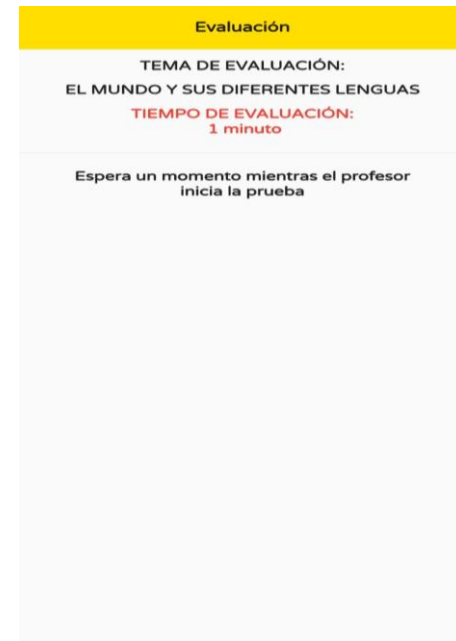 Evaluación
TEMA DE EVALUACIÓN:
EL MUNDO Y SUS DIFERENTES LENGUAS
TIEMPO DE EVALUACIÓN:
1 minuto
Espera un momento mientras el profesor
inicia la prueba